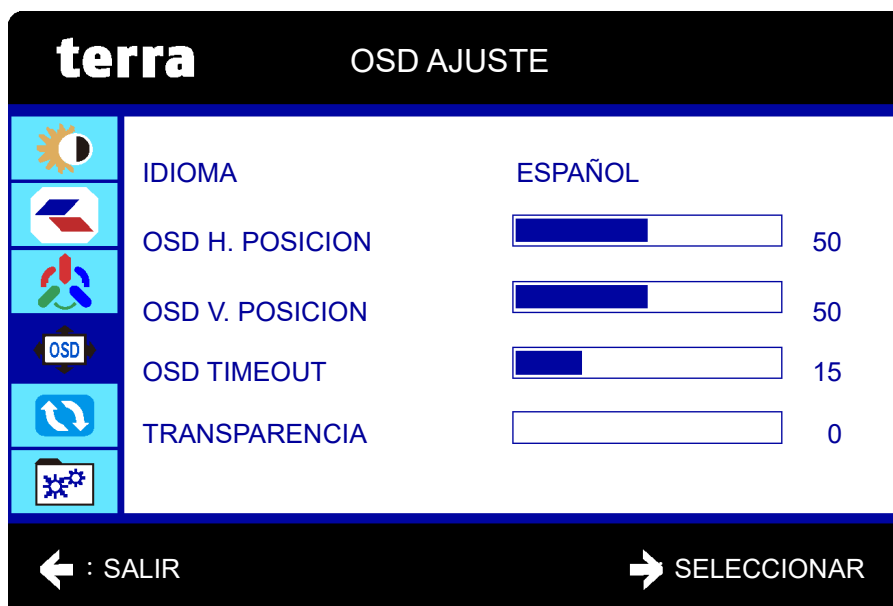 terra OSD AJUSTE
IDIOMA ESPAÑOL
OSD H. POSICION 50
OSD V. POSICION 50
OSD
OSD TIMEOUT 15
TRANSPARENCIA 0
: SALIR SELECCIONAR